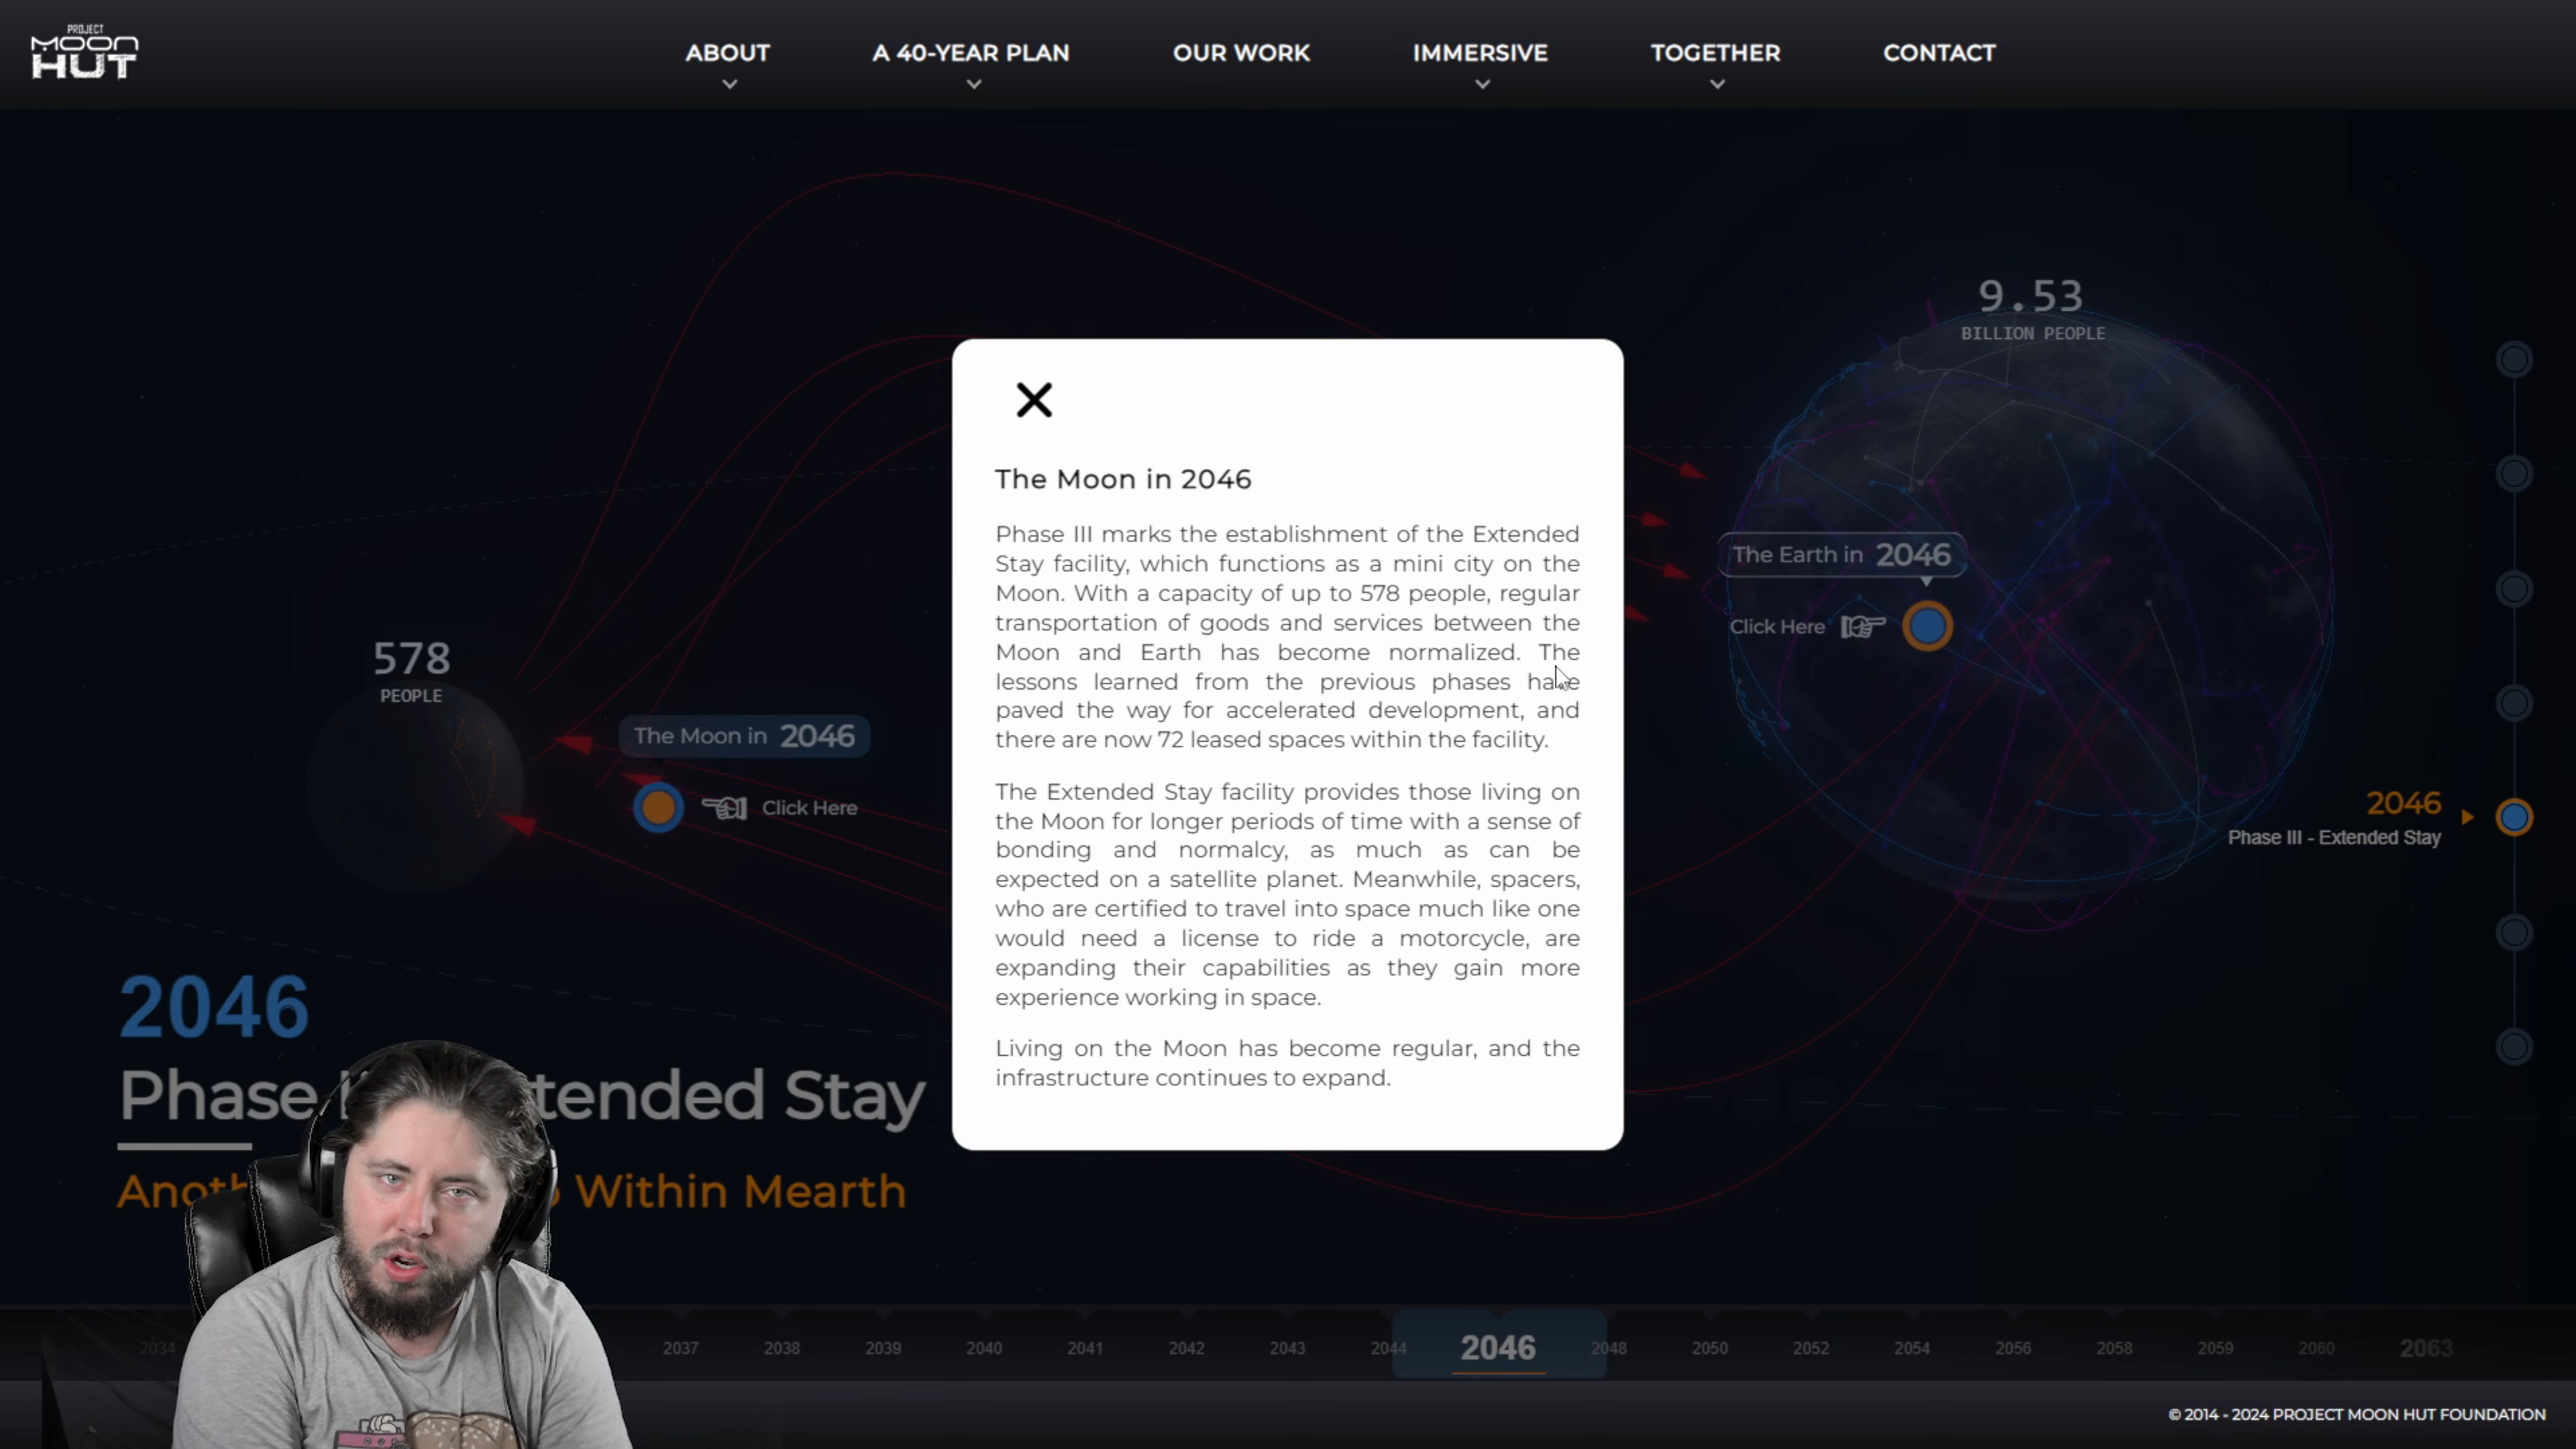 PROJECT
MOON
HUT
ABOUT
A 40-YEAR PLAN
OUR WORK
IMMERSIVE
TOGETHER
CONTACT
9.53
BILLION PEOPLE
The Moon in 2046
Phase III marks the establishment of the Extended
Stay facility, which functions as a mini city on the
Moon. With a capacity of up to 578 people, regular
transportation of goods and services between the
Moon and Earth has become normalized. The
lessons learned from the previous phases have
paved the way for accelerated development, and
there are now 72 leased spaces within the facility.
The Extended Stay facility provides those living on
the Moon for longer periods of time with a sense of
bonding and normalcy, as much as can be
expected on a satellite planet. Meanwhile, spacers,
who are certified to travel into space much like one
would need a license to ride a motorcycle, are
expanding their capabilities as they gain more
experience working in space.
Living on the Moon has become regular, and the
infrastructure continues to expand.
The Earth in 2046
Click Here
578
PEOPLE
The Moon in 2046
Click Here
2046
Phase III - Extended Stay
2046
Phase tended Stay
Within Mearth
2034
2037
2038
2039
2040
2041
2042
2043
2044
2046
2048
2050
2052
2054
2056
2058
2059
2060
2063
© 2014 - 2024 PROJECT MOON HUT FOUNDATION